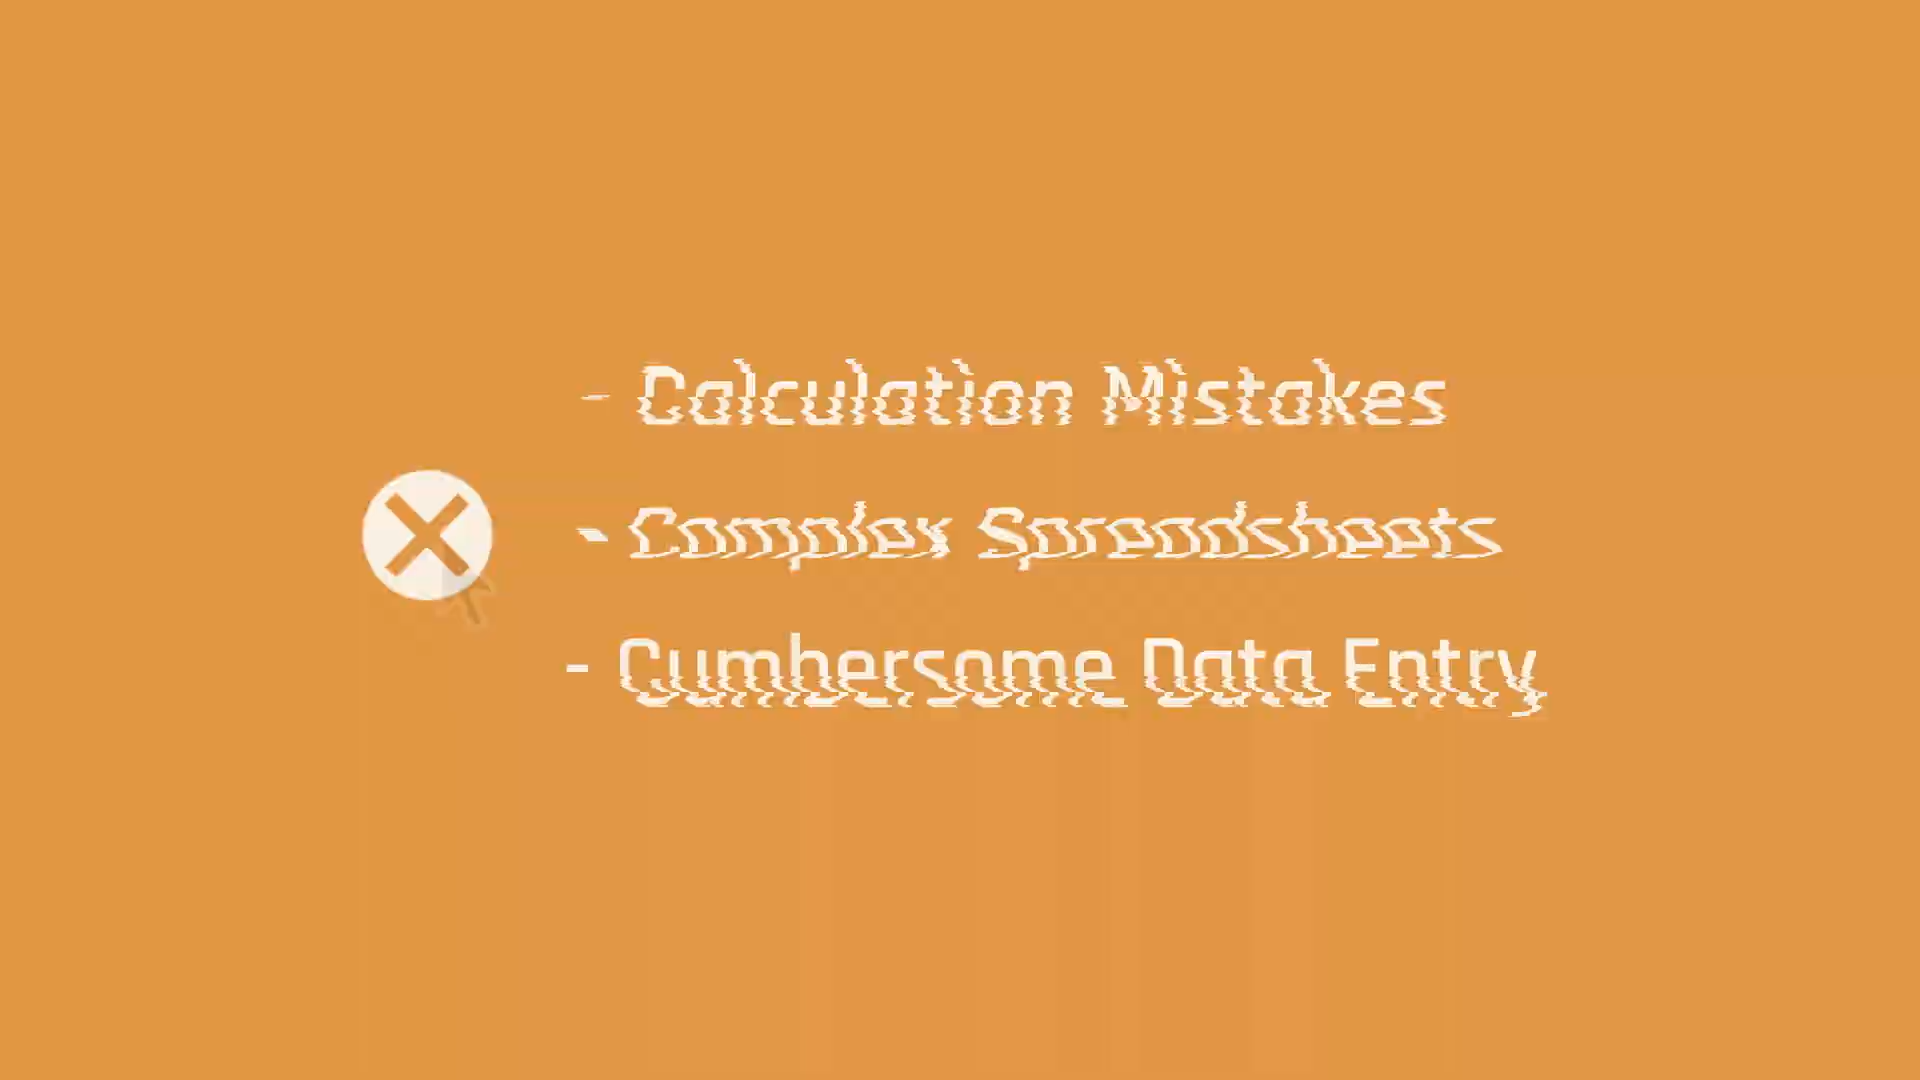 - Calculation Mistakes
- Complex Spreadsheets
- Cumbersome Data Entry